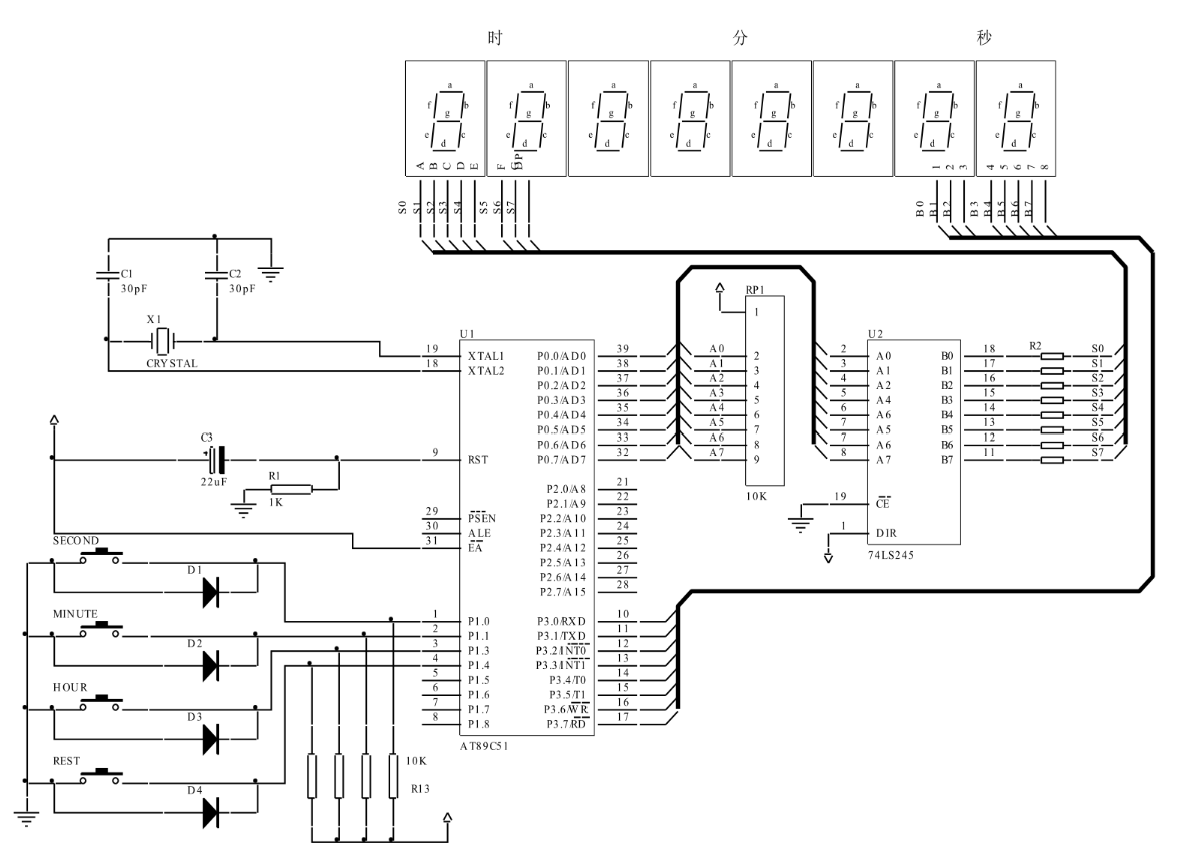 时 分 秒
a b c d e f g
a b c d e f g
a b c d e f g
a b c d e f g
a b c d e f g
a b c d e f g
a b c d e f g
a b c d e f g
A B C D E F G DP
1 2 3 4 5 6 7 8
S0 S1 S2 S3 S4 S5 S6 S7
B0 B1 B2 B3 B4 B5 B6 B7
C1 30pF
C2 30pF
X1
CRYSTAL
C3
22uF
R1
1K
U1
19 XTAL1
18 XTAL2
9 RST
29 PSEN
30 ALE
31 EA
1 P1.0
2 P1.1
3 P1.3
4 P1.4
5 P1.5
6 P1.6
7 P1.7
8 P1.8
P0.0/AD0 39
P0.1/AD1 38
P0.2/AD2 37
P0.3/AD3 36
P0.4/AD4 35
P0.5/AD5 34
P0.6/AD6 33
P0.7/AD7 32
P2.0/A8 21
P2.1/A9 22
P2.2/A10 23
P2.3/A11 24
P2.4/A12 25
P2.5/A13 26
P2.6/A14 27
P2.7/A15 28
P3.0/RXD 10
P3.1/TXD 11
P3.2/INT0 12
P3.3/INT1 13
P3.4/T0 14
P3.5/T1 15
P3.6/WR 16
P3.7/RD 17
AT89C51
RP1
1
A0 2
A1 3
A2 4
A3 5
A4 6
A5 7
A6 8
A7 9
10K
U2
2 A0 B0 18 R2 S0
3 A1 B1 17 S1
4 A2 B2 16 S2
5 A4 B3 15 S3
6 A6 B4 14 S4
7 A5 B5 13 S5
7 A6 B6 12 S6
8 A7 B7 11 S7
19 CE
1 DIR
74LS245
SECOND
D1
MINUTE
D2
HOUR
D3
REST
D4
10K
R13